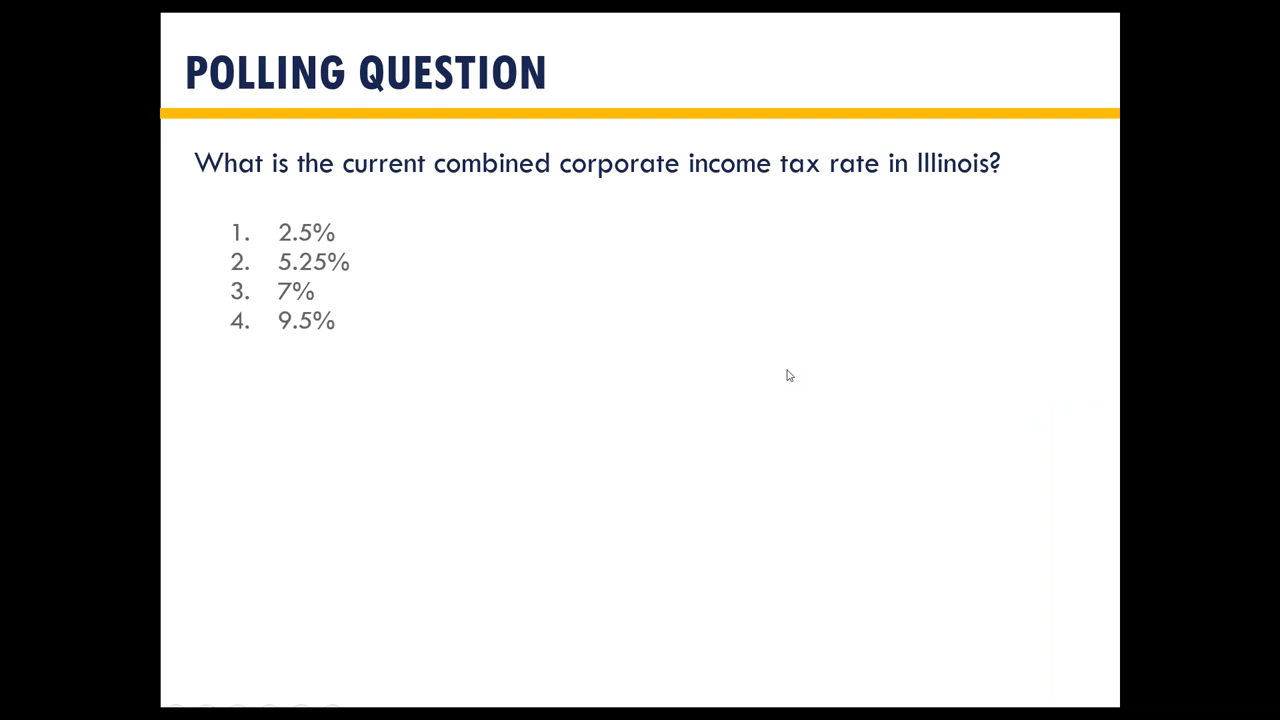 POLLING QUESTION
What is the current combined corporate income tax rate in Illinois?
1. 2.5%
2. 5.25%
3. 7%
4. 9.5%